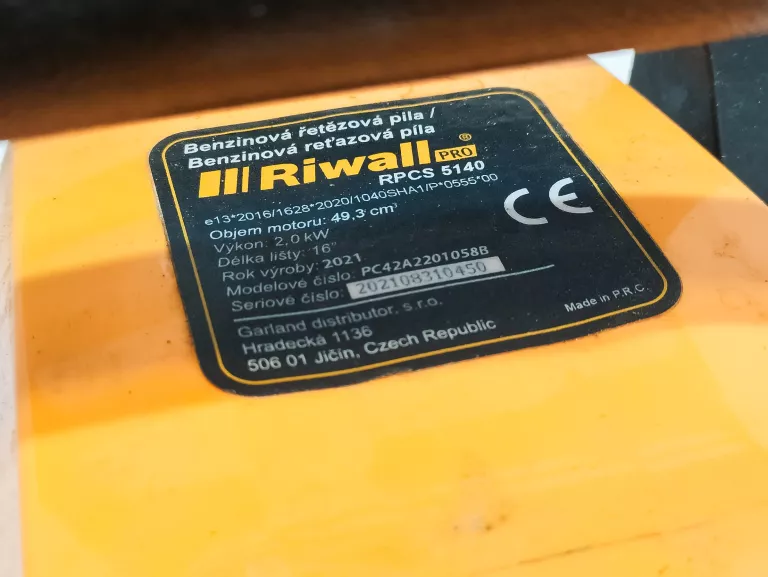 Benzinová řetězová pila /
Benzinová reťazová píla
Riwall PRO ®
RPCS 5140
e13*2016/1628*2020/1040SHA1/P*0555*00
Objem motoru: 49,3 cm³
Výkon: 2,0 kW
Délka lišty: 16"
Rok výroby: 2021
Modelové číslo: PC42A2201058B
Seriové číslo: 202108310450
CE
Garland distributor, s.r.o.
Hradecká 1136
506 01 Jičín, Czech Republic
Made in P.R.C.